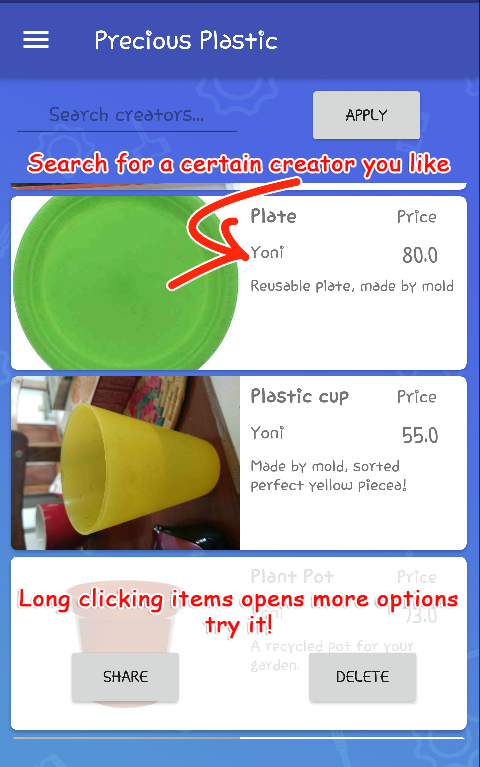 Precious Plastic
Search creators...
APPLY
Search for a certain creator you like
Plate
Price
Yoni
80.0
Reusable plate, made by mold
Plastic cup
Price
Yoni
55.0
Made by mold, sorted
perfect yellow piecea!
Plant Pot
Price
Long clicking items opens more options
try it!
73.0
A recycled pot for your
garden.
SHARE
DELETE